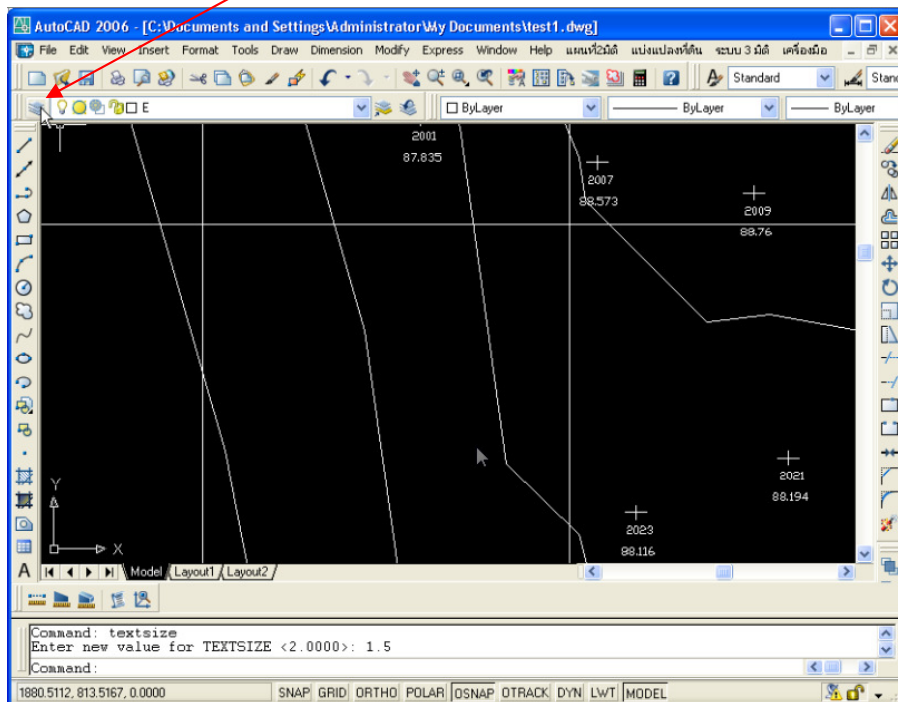 AutoCAD 2006 - [C:\Documents and Settings\Administrator\My Documents\test1.dwg]
File Edit View Insert Format Tools Draw Dimension Modify Express Window Help แผนที่2มิติ แบ่งแปลงที่ดิน ระบบ 3 มิติ เครื่องมือ
Standard Stand
E ByLayer ByLayer ByLayer
2001
87.835
2007
88.573
2009
88.76
2021
88.194
2023
88.116
Y
X
Model Layout1 Layout2
Command: textsize
Enter new value for TEXTSIZE <2.0000>: 1.5
Command:
1880.5112, 813.5167, 0.0000 SNAP GRID ORTHO POLAR OSNAP OTRACK DYN LWT MODEL